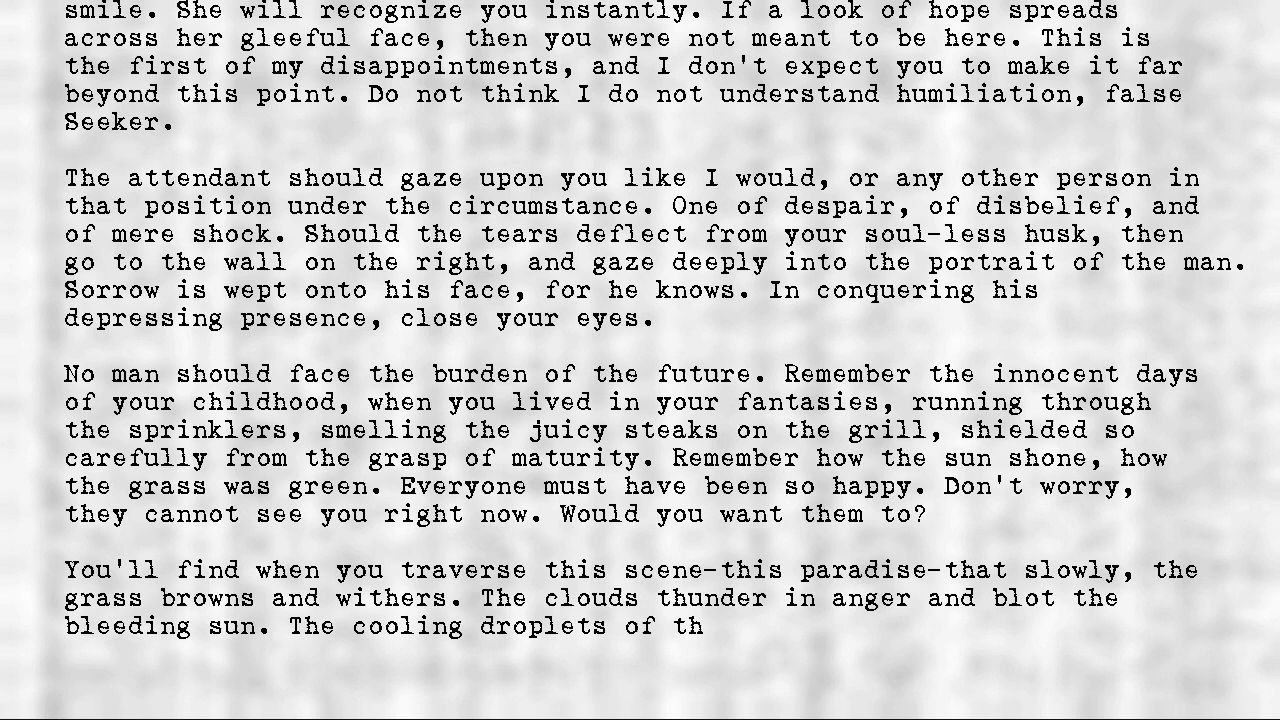 smile. She will recognize you instantly. If a look of hope spreads
across her gleeful face, then you were not meant to be here. This is
the first of my disappointments, and I don't expect you to make it far
beyond this point. Do not think I do not understand humiliation, false
Seeker.
The attendant should gaze upon you like I would, or any other person in
that position under the circumstance. One of despair, of disbelief, and
of mere shock. Should the tears deflect from your soul-less husk, then
go to the wall on the right, and gaze deeply into the portrait of the man.
Sorrow is wept onto his face, for he knows. In conquering his
depressing presence, close your eyes.
No man should face the burden of the future. Remember the innocent days
of your childhood, when you lived in your fantasies, running through
the sprinklers, smelling the juicy steaks on the grill, shielded so
carefully from the grasp of maturity. Remember how the sun shone, how
the grass was green. Everyone must have been so happy. Don't worry,
they cannot see you right now. Would you want them to?
You'll find when you traverse this scene-this paradise-that slowly, the
grass browns and withers. The clouds thunder in anger and blot the
bleeding sun. The cooling droplets of th